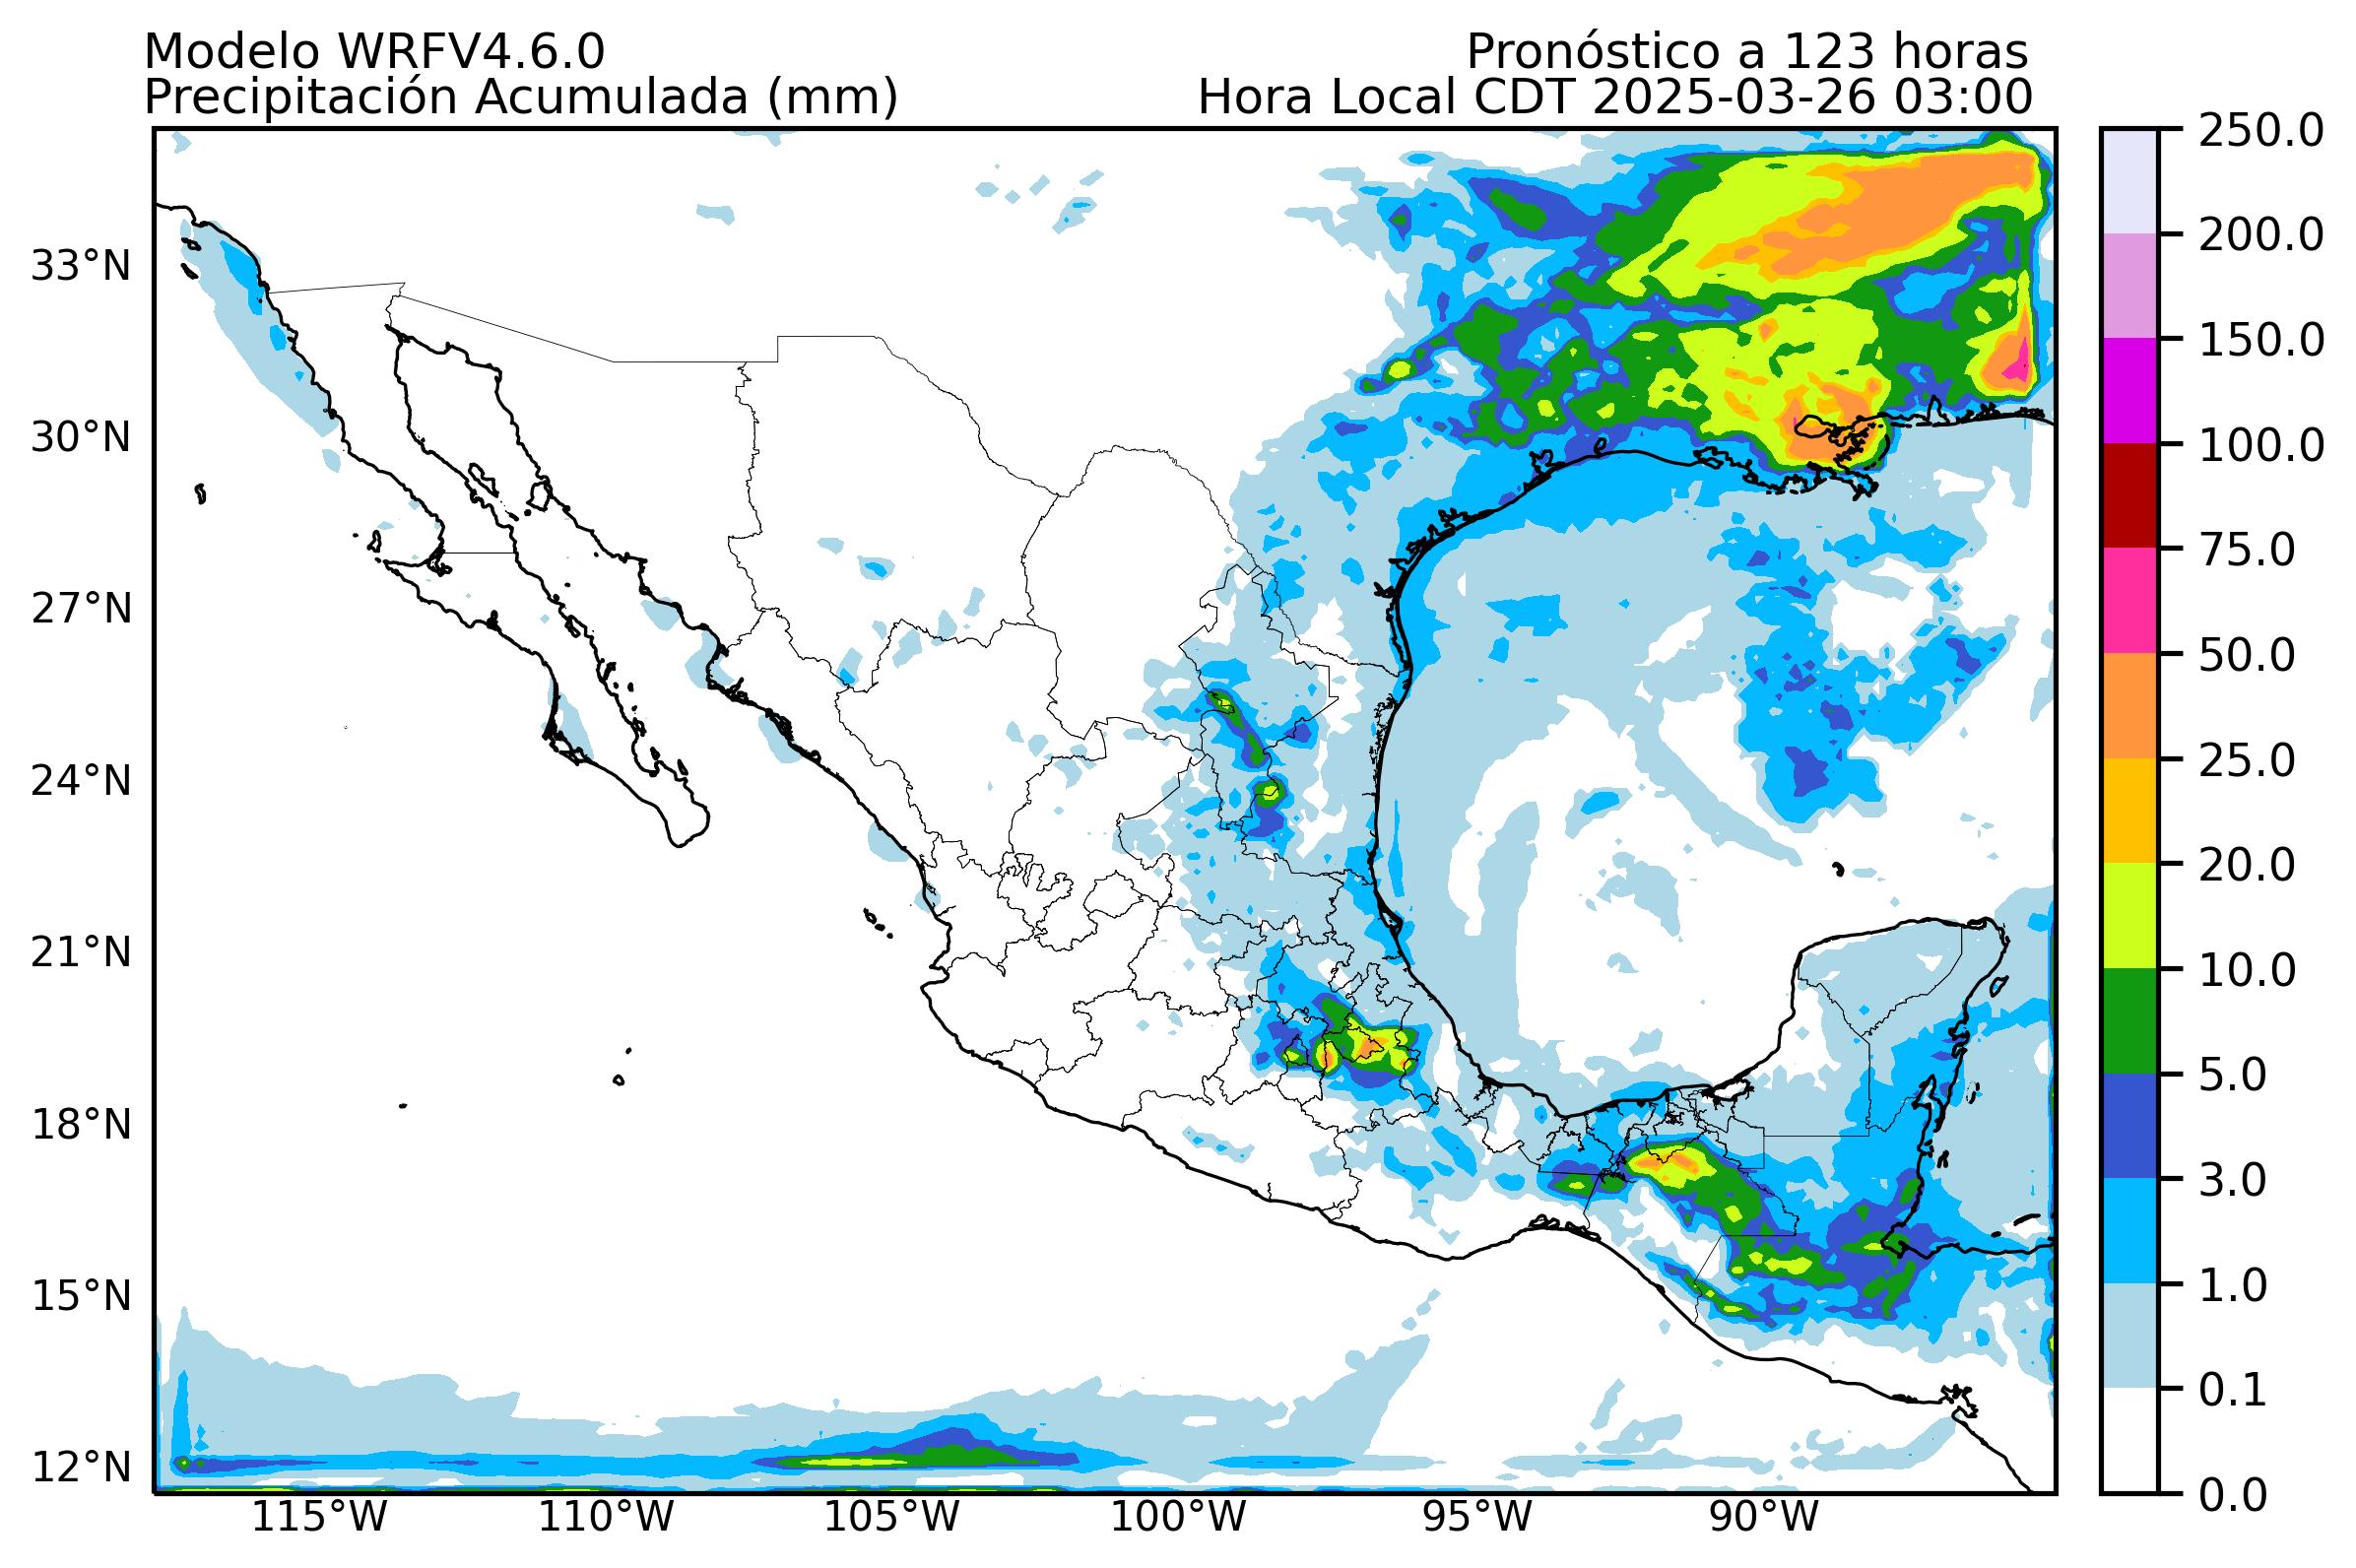 Modelo WRFV4.6.0
Pronóstico a 123 horas
Precipitación Acumulada (mm)
Hora Local CDT 2025-03-26 03:00
33°N
30°N
27°N
24°N
21°N
18°N
15°N
12°N
115°W
110°W
105°W
100°W
95°W
90°W
250.0
200.0
150.0
100.0
75.0
50.0
25.0
20.0
10.0
5.0
3.0
1.0
0.1
0.0